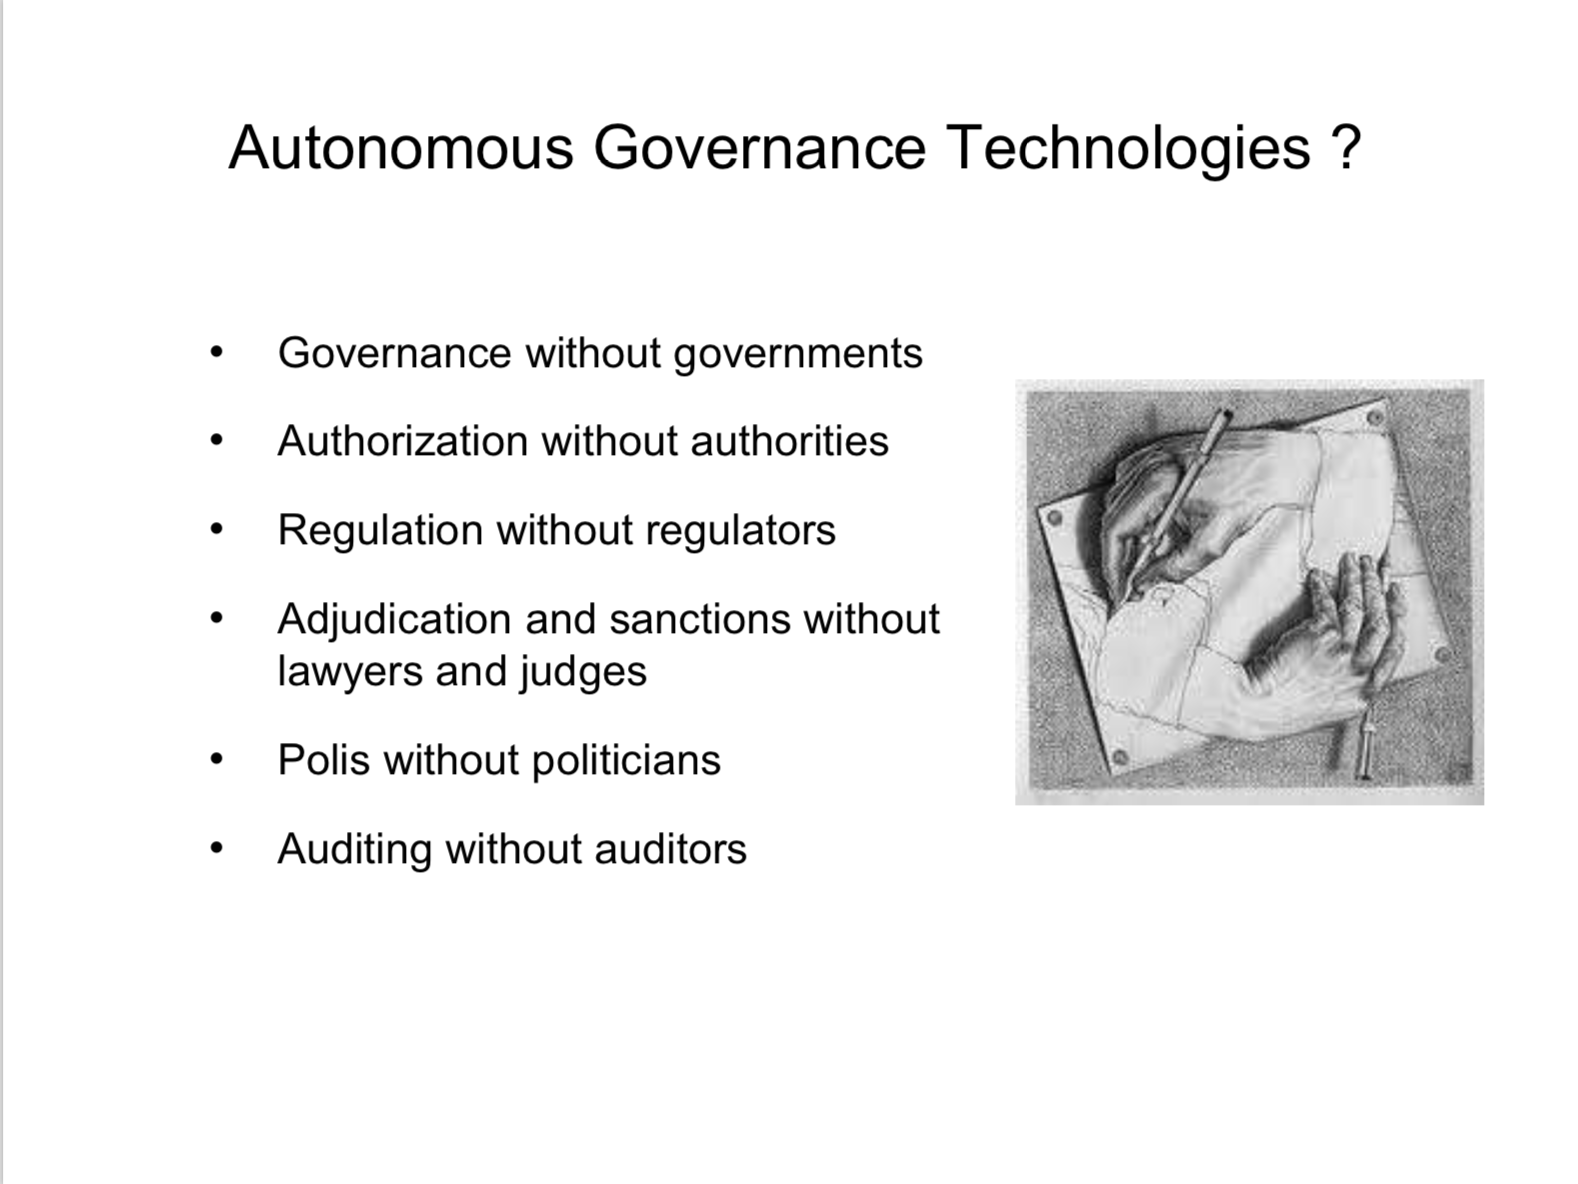 Autonomous Governance Technologies ?
• Governance without governments
• Authorization without authorities
• Regulation without regulators
• Adjudication and sanctions without
lawyers and judges
• Polis without politicians
• Auditing without auditors